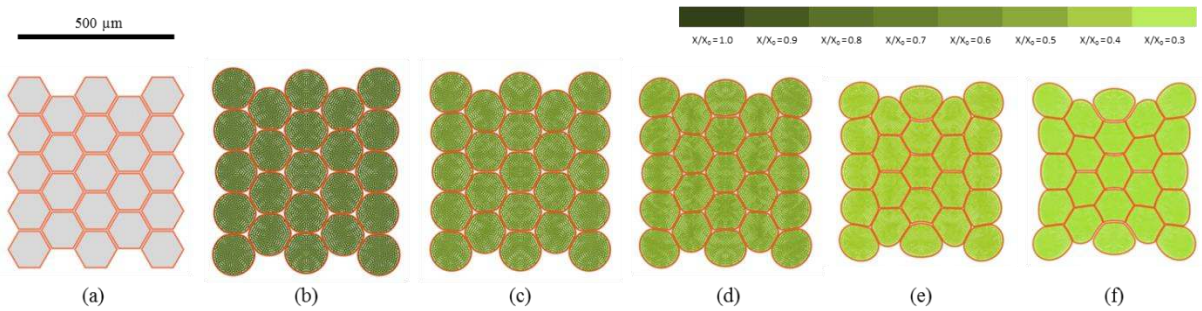 500 µm
X/X₀=1.0 X/X₀=0.9 X/X₀=0.8 X/X₀=0.7 X/X₀=0.6 X/X₀=0.5 X/X₀=0.4 X/X₀=0.3
(a) (b) (c) (d) (e) (f)